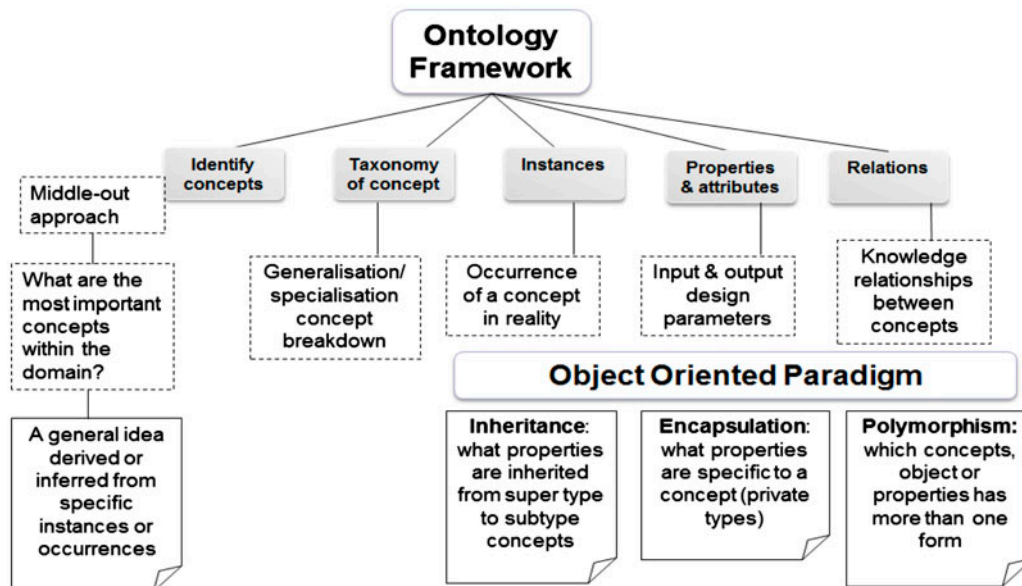 Ontology
Framework
Identify
concepts
Taxonomy
of concept
Instances
Properties
& attributes
Relations
Middle-out
approach
What are the
most important
concepts
within the
domain?
A general idea
derived or
inferred from
specific
instances or
occurrences
Generalisation/
specialisation
concept
breakdown
Occurrence
of a concept
in reality
Input & output
design
parameters
Knowledge
relationships
between
concepts
Object Oriented Paradigm
Inheritance:
what properties
are inherited
from super type
to subtype
concepts
Encapsulation:
what properties
are specific to a
concept (private
types)
Polymorphism:
which concepts,
object or
properties has
more than one
form